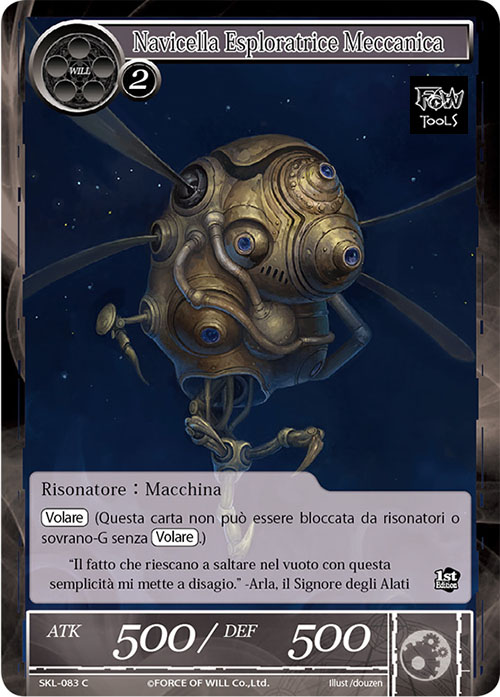 Navicella Esploratrice Meccanica
WILL
2
FoW
TOOLS
Risonatore : Macchina
Volare (Questa carta non può essere bloccata da risonatori o
sovrano-G senza Volare.)
"Il fatto che riescano a saltare nel vuoto con questa
semplicità mi mette a disagio." -Arla, il Signore degli Alati
1st
Edition
ATK 500/ DEF 500
SKL-083 C ©FORCE OF WILL Co.,Ltd. Illust /douzen